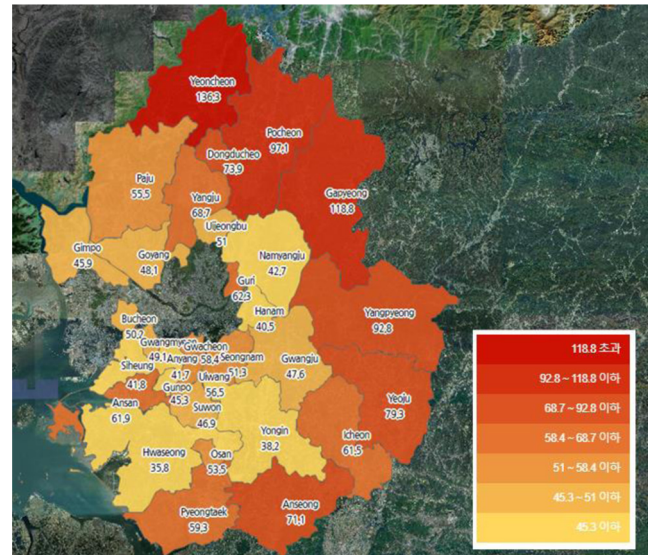 Yeoncheon
136.3
Pocheon
97.1
Dongducheo
73.9
Paju
55.5
Yangju
68.7
Gapyeong
118.8
Uijeongbu
51
Gimpo
45.9
Goyang
48.1
Namyangju
42.7
Guri
62.3
Hanam
40.5
Yangpyeong
92.8
Bucheon
50.2
Gwangmyeon
49.1
Gwacheon
58.4
Seongnam
51.3
Gwangju
47.6
Siheung
41.8
Anyang
41.7
Uiwang
56.5
Gunpo
45.3
Suwon
46.9
Ansan
61.9
Yeoju
79.3
Icheon
61.5
Yongin
38.2
Hwaseong
35.8
Osan
53.5
Pyeongtaek
59.3
Anseong
71.1
118.8 초과
92.8 ~ 118.8 이하
68.7 ~ 92.8 이하
58.4 ~ 68.7 이하
51 ~ 58.4 이하
45.3 ~ 51 이하
45.3 이하